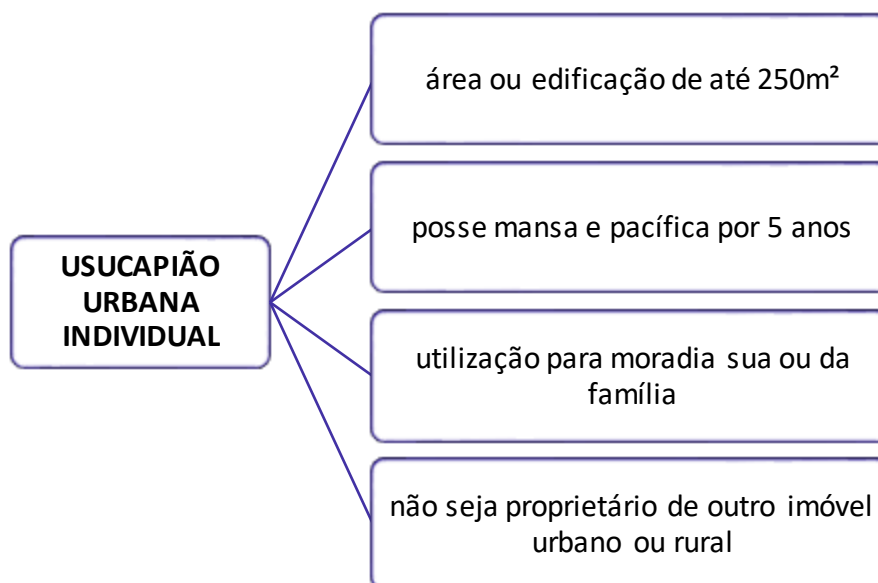 USUCAPIÃO
URBANA
INDIVIDUAL
área ou edificação de até 250m²
posse mansa e pacífica por 5 anos
utilização para moradia sua ou da
família
não seja proprietário de outro imóvel
urbano ou rural